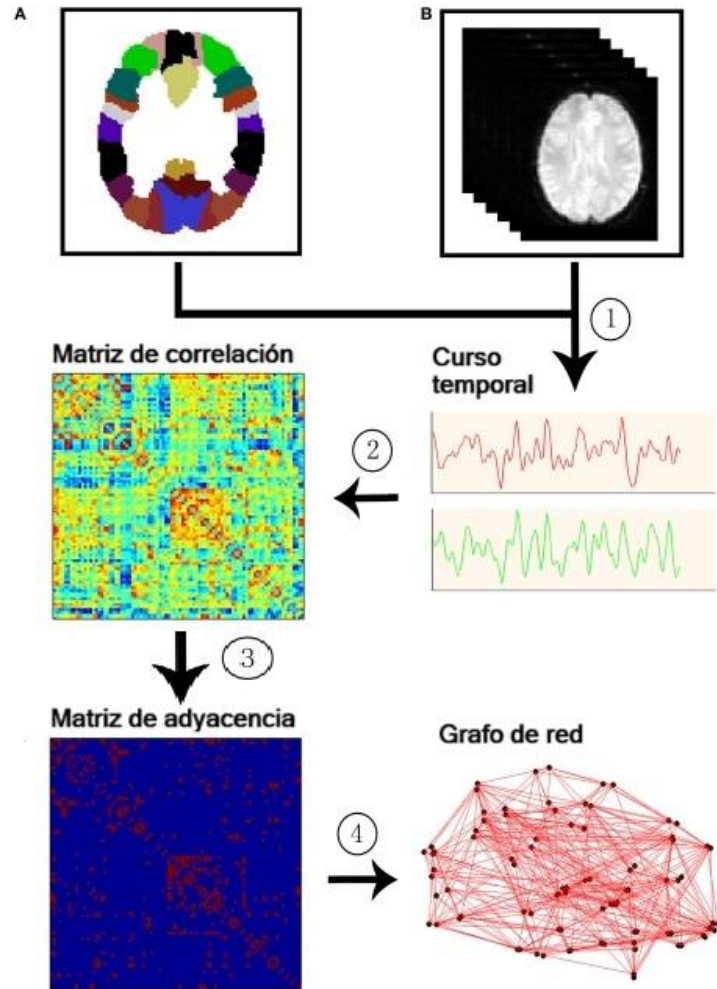 A
B
①
Matriz de correlación
Curso
temporal
②
③
Matriz de adyacencia
Grafo de red
④